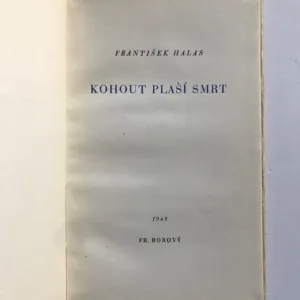 FRANTIŠEK HALAS
KOHOUT PLAŠÍ SMRT
1948
FR. BOROVÝ